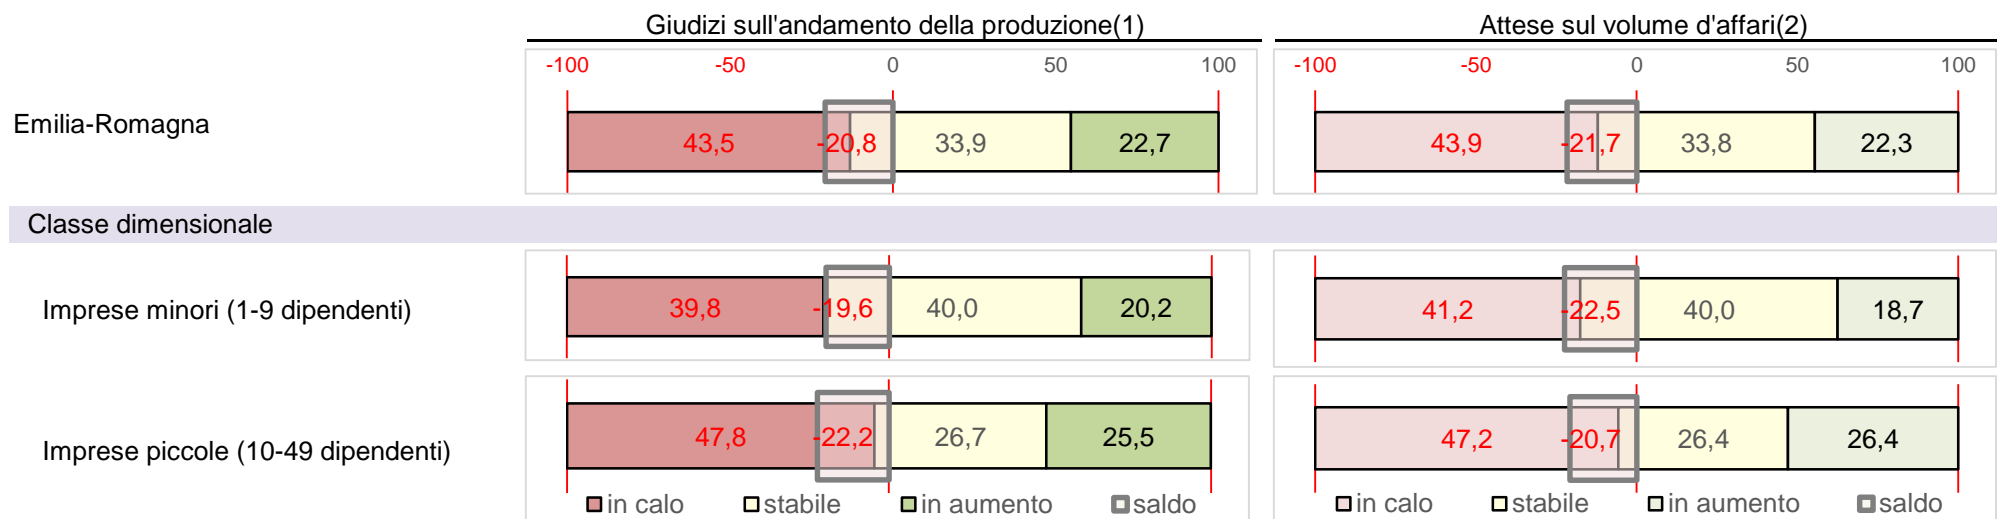 Giudizi sull'andamento della produzione(1) Attese sul volume d'affari(2)
-100 -50 0 50 100 -100 -50 0 50 100
Emilia-Romagna 43,5 -20,8 33,9 22,7 43,9 -21,7 33,8 22,3
Classe dimensionale
Imprese minori (1-9 dipendenti) 39,8 -19,6 40,0 20,2 41,2 -22,5 40,0 18,7
Imprese piccole (10-49 dipendenti) 47,8 -22,2 26,7 25,5 47,2 -20,7 26,4 26,4
in calo stabile in aumento saldo in calo stabile in aumento saldo